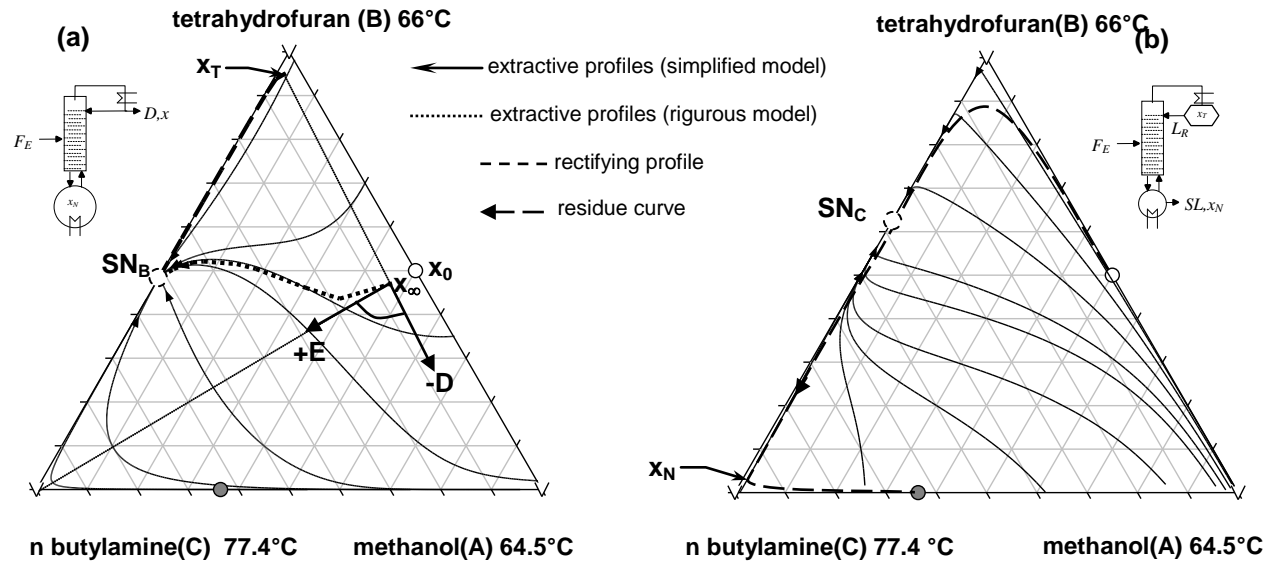 tetrahydrofuran (B) 66°C
(a)
x_T
D,x
F_E
x_N
extractive profiles (simplified model)
extractive profiles (rigurous model)
rectifying profile
residue curve
SN_B
x_0
x_∞
+E
-D
n butylamine(C) 77.4°C
methanol(A) 64.5°C
tetrahydrofuran(B) 66°C
(b)
x_T
L_R
F_E
SL,x_N
SN_C
x_N
n butylamine(C) 77.4 °C
methanol(A) 64.5°C